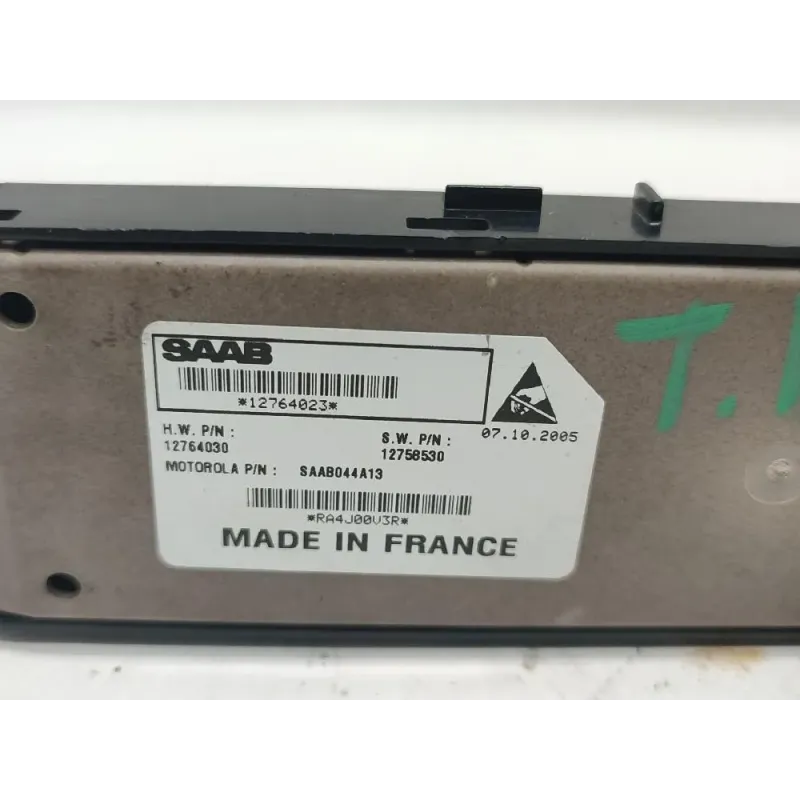 SAAB
*12764023*
H.W. P/N :
12764030
S.W. P/N :
12758530
07.10.2005
MOTOROLA P/N : SAAB044A13
*RA4J00V3R*
MADE IN FRANCE
T.